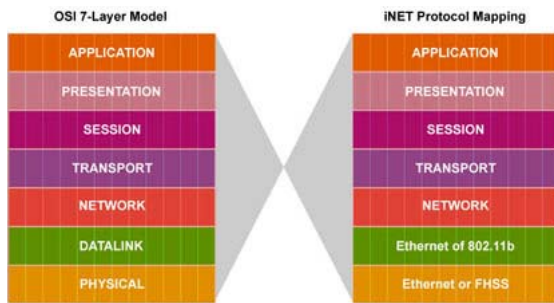 OSI 7-Layer Model
APPLICATION
PRESENTATION
SESSION
TRANSPORT
NETWORK
DATALINK
PHYSICAL
iNET Protocol Mapping
APPLICATION
PRESENTATION
SESSION
TRANSPORT
NETWORK
Ethernet of 802.11b
Ethernet or FHSS